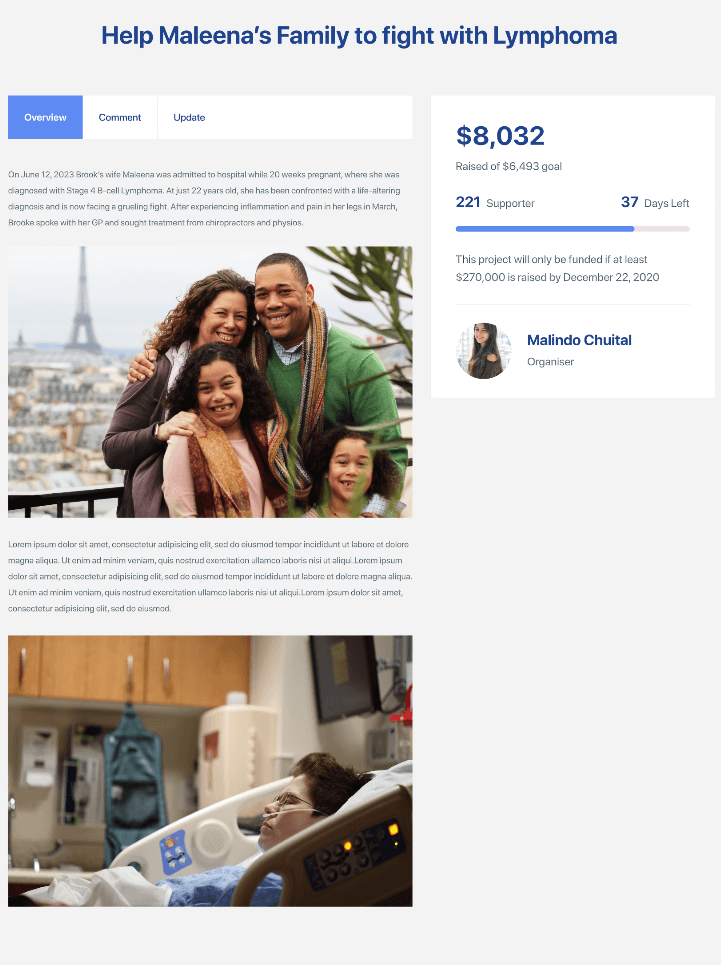 Help Maleena's Family to fight with Lymphoma
Overview
Comment
Update
On June 12, 2023 Brook's wife Maleena was admitted to hospital while 20 weeks pregnant, where she was
diagnosed with Stage 4 B-cell Lymphoma. At just 22 years old, she has been confronted with a life-altering
diagnosis and is now facing a grueling fight. After experiencing inflammation and pain in her legs in March,
Brooke spoke with her GP and sought treatment from chiropractors and physios.
Lorem ipsum dolor sit amet, consectetur adipisicing elit, sed do eiusmod tempor incididunt ut labore et dolore
magna aliqua. Ut enim ad minim veniam, quis nostrud exercitation ullamco laboris nisi ut aliqui.Lorem ipsum
dolor sit amet, consectetur adipisicing elit, sed do eiusmod tempor incididunt ut labore et dolore magna aliqua.
Ut enim ad minim veniam, quis nostrud exercitation ullamco laboris nisi ut aliqui.Lorem ipsum dolor sit amet,
consectetur adipisicing elit, sed do eiusmod.
$8,032
Raised of $6,493 goal
221 Supporter
37 Days Left
This project will only be funded if at least
$270,000 is raised by December 22, 2020
Malindo Chuital
Organiser